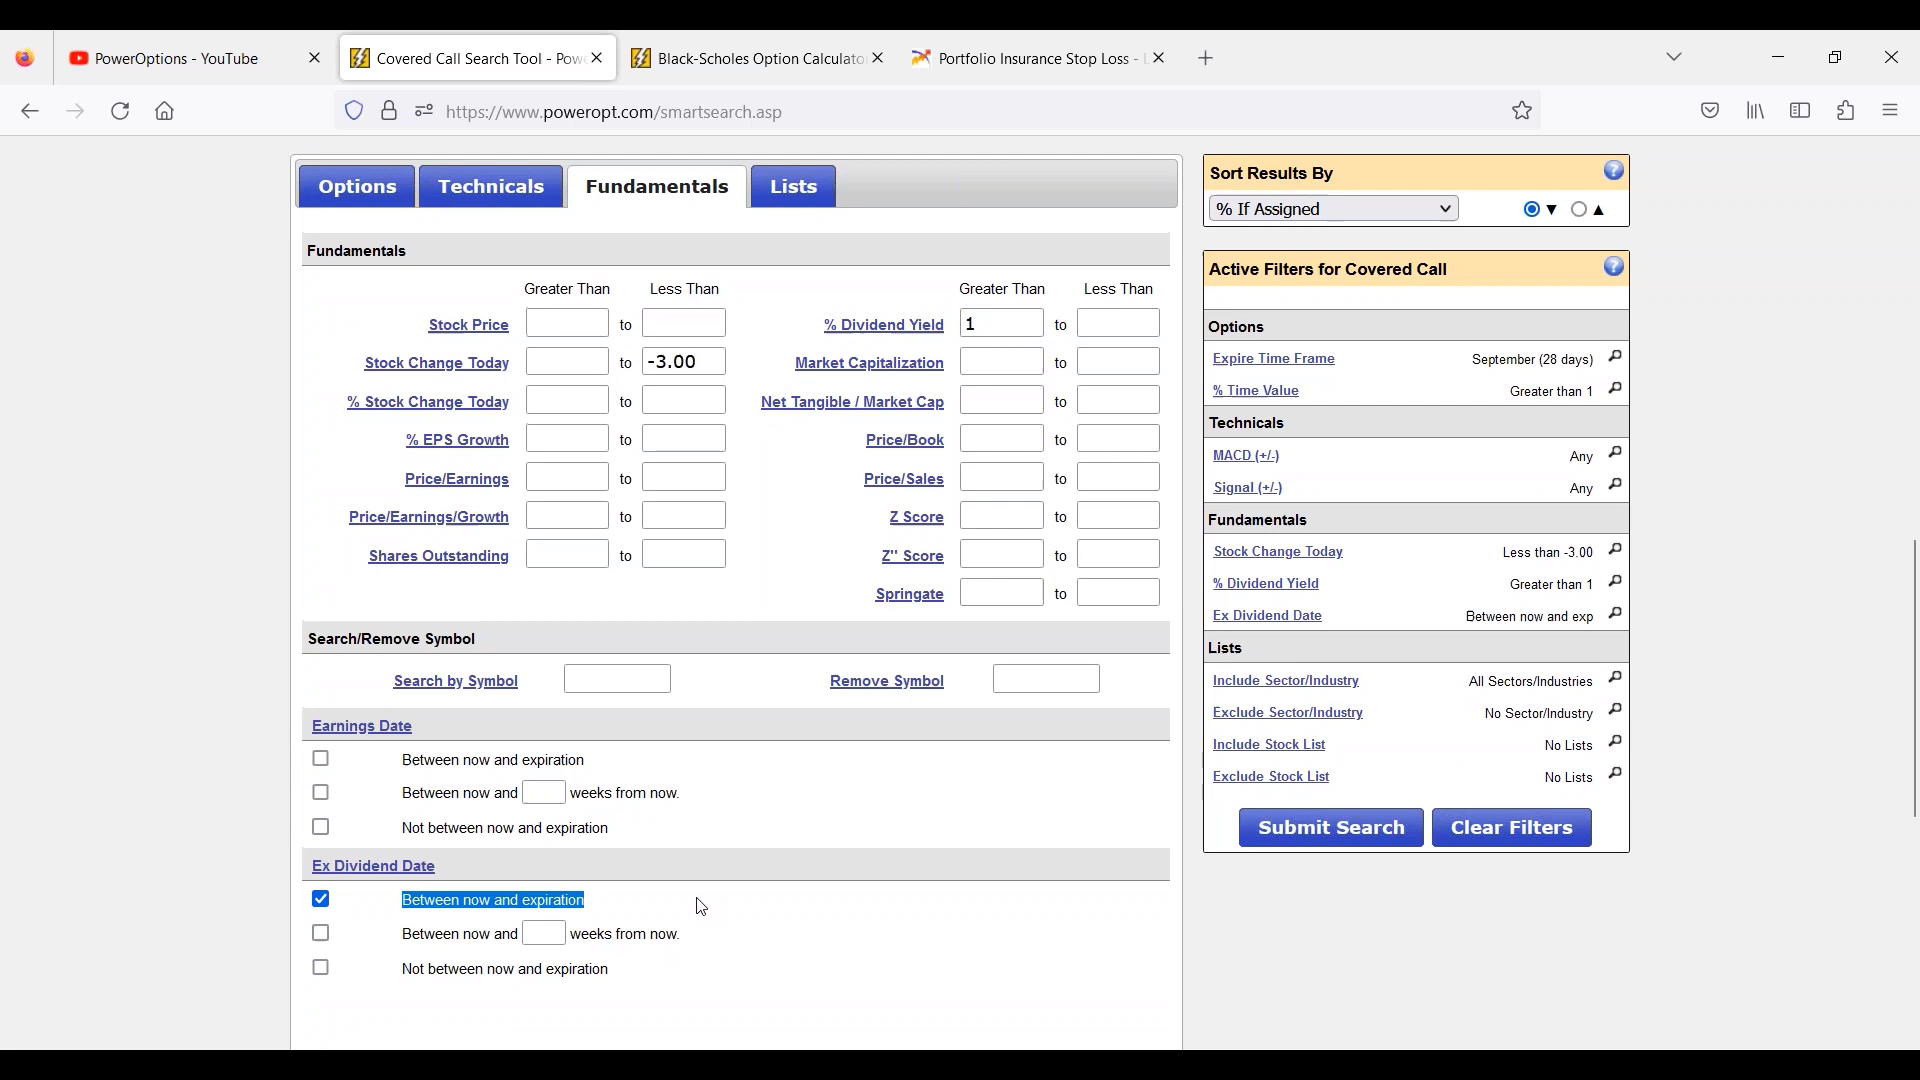 PowerOptions - YouTube
Covered Call Search Tool - Powe
Black-Scholes Option Calculato
Portfolio Insurance Stop Loss -
https://www.poweropt.com/smartsearch.asp
Options
Technicals
Fundamentals
Lists
Fundamentals
Greater Than Less Than Greater Than Less Than
Stock Price to % Dividend Yield 1 to
Stock Change Today to -3.00 Market Capitalization to
% Stock Change Today to Net Tangible / Market Cap to
% EPS Growth to Price/Book to
Price/Earnings to Price/Sales to
Price/Earnings/Growth to Z Score to
Shares Outstanding to Z" Score to
Springate to
Search/Remove Symbol
Search by Symbol Remove Symbol
Earnings Date
Between now and expiration
Between now and weeks from now.
Not between now and expiration
Ex Dividend Date
Between now and expiration
Between now and weeks from now.
Not between now and expiration
Sort Results By ?
% If Assigned
Active Filters for Covered Call ?
Options
Expire Time Frame September (28 days)
% Time Value Greater than 1
Technicals
MACD (+/-) Any
Signal (+/-) Any
Fundamentals
Stock Change Today Less than -3.00
% Dividend Yield Greater than 1
Ex Dividend Date Between now and exp
Lists
Include Sector/Industry All Sectors/Industries
Exclude Sector/Industry No Sector/Industry
Include Stock List No Lists
Exclude Stock List No Lists
Submit Search Clear Filters